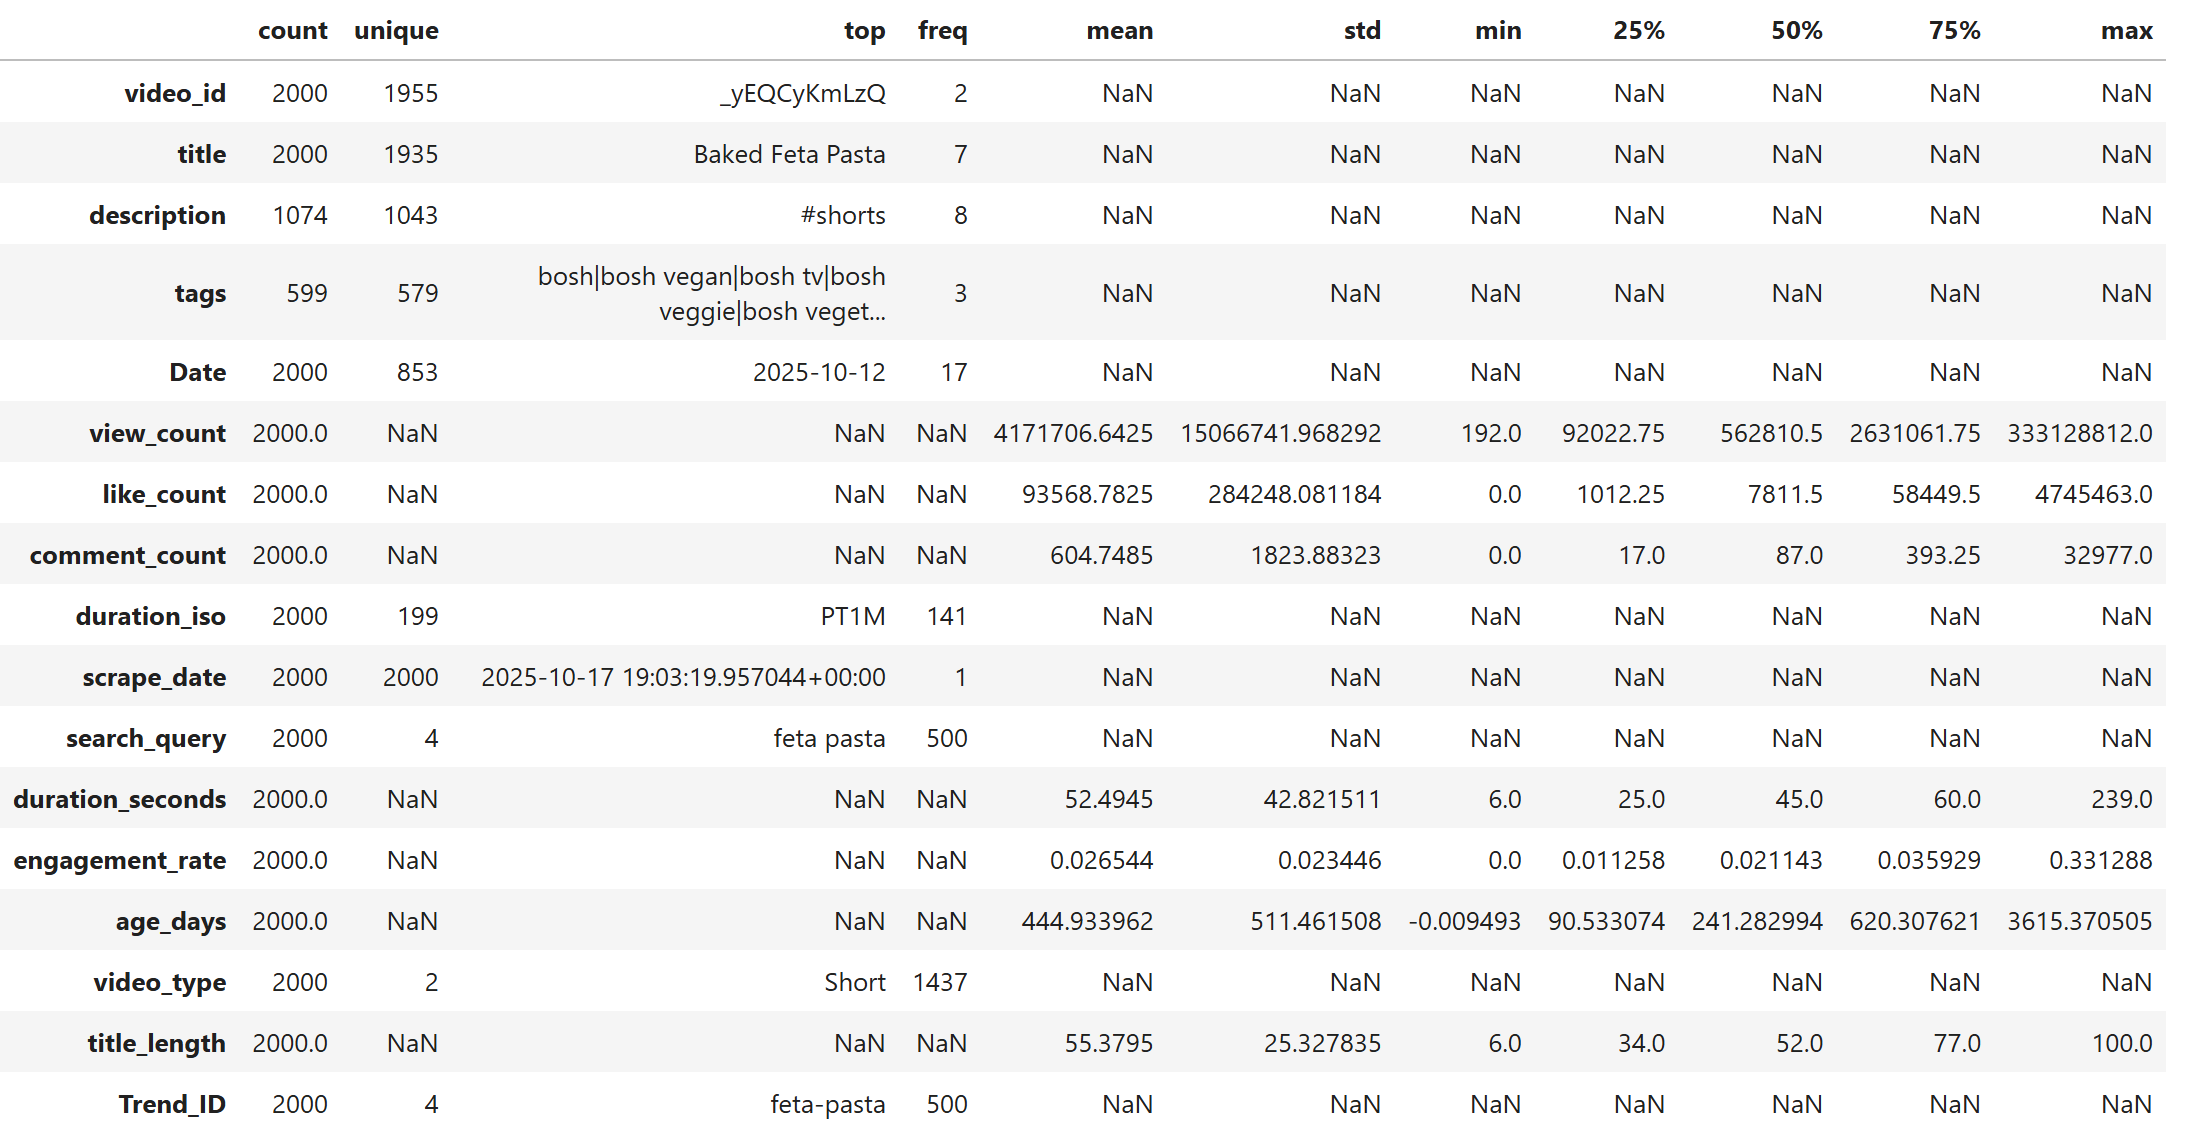 count unique top freq mean std min 25% 50% 75% max
video_id 2000 1955 _yEQCyKmLzQ 2 NaN NaN NaN NaN NaN NaN NaN
title 2000 1935 Baked Feta Pasta 7 NaN NaN NaN NaN NaN NaN NaN
description 1074 1043 #shorts 8 NaN NaN NaN NaN NaN NaN NaN
tags 599 579 bosh|bosh vegan|bosh tv|bosh
veggie|bosh veget... 3 NaN NaN NaN NaN NaN NaN NaN
Date 2000 853 2025-10-12 17 NaN NaN NaN NaN NaN NaN NaN
view_count 2000.0 NaN NaN NaN 4171706.6425 15066741.968292 192.0 92022.75 562810.5 2631061.75 333128812.0
like_count 2000.0 NaN NaN NaN 93568.7825 284248.081184 0.0 1012.25 7811.5 58449.5 4745463.0
comment_count 2000.0 NaN NaN NaN 604.7485 1823.88323 0.0 17.0 87.0 393.25 32977.0
duration_iso 2000 199 PT1M 141 NaN NaN NaN NaN NaN NaN NaN
scrape_date 2000 2000 2025-10-17 19:03:19.957044+00:00 1 NaN NaN NaN NaN NaN NaN NaN
search_query 2000 4 feta pasta 500 NaN NaN NaN NaN NaN NaN NaN
duration_seconds 2000.0 NaN NaN NaN 52.4945 42.821511 6.0 25.0 45.0 60.0 239.0
engagement_rate 2000.0 NaN NaN NaN 0.026544 0.023446 0.0 0.011258 0.021143 0.035929 0.331288
age_days 2000.0 NaN NaN NaN 444.933962 511.461508 -0.009493 90.533074 241.282994 620.307621 3615.370505
video_type 2000 2 Short 1437 NaN NaN NaN NaN NaN NaN NaN
title_length 2000.0 NaN NaN NaN 55.3795 25.327835 6.0 34.0 52.0 77.0 100.0
Trend_ID 2000 4 feta-pasta 500 NaN NaN NaN NaN NaN NaN NaN